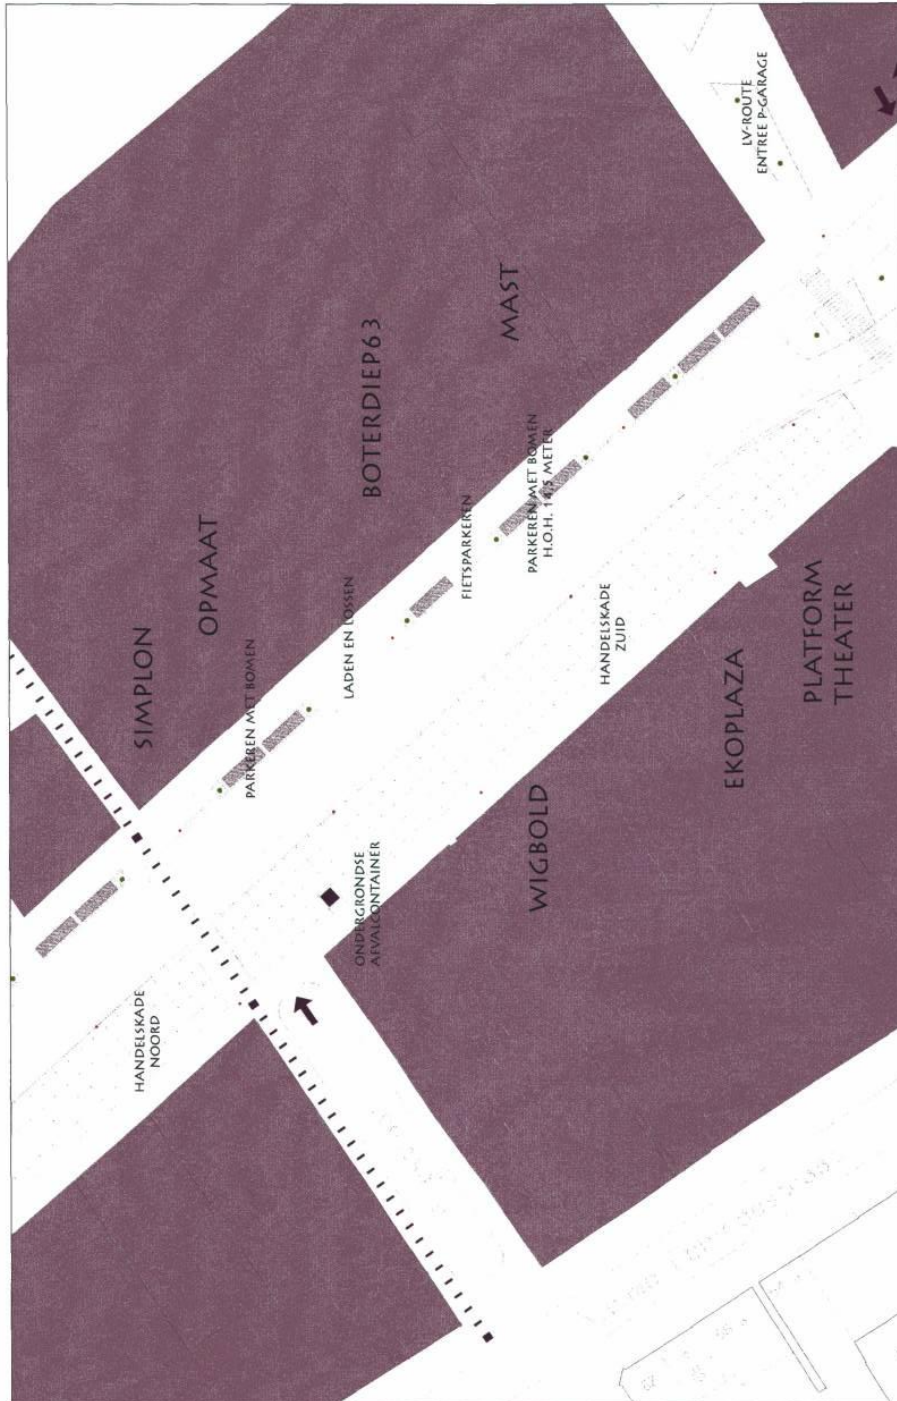 SIMPLON
OPMAAT
BOTERDIEP63
MAST
LV-ROUTE
ENTREE P-GARAGE
PARKEREN MET BOMEN
LADEN EN LOSSEN
FIETSPARKEREN
PARKEREN MET BOMEN
H.O.H. 14,5 METER
HANDELSKADE
NOORD
ONDERGRONDSE
AFVALCONTAINER
HANDELSKADE
ZUID
WIGBOLD
EKOPLAZA
PLATFORM
THEATER